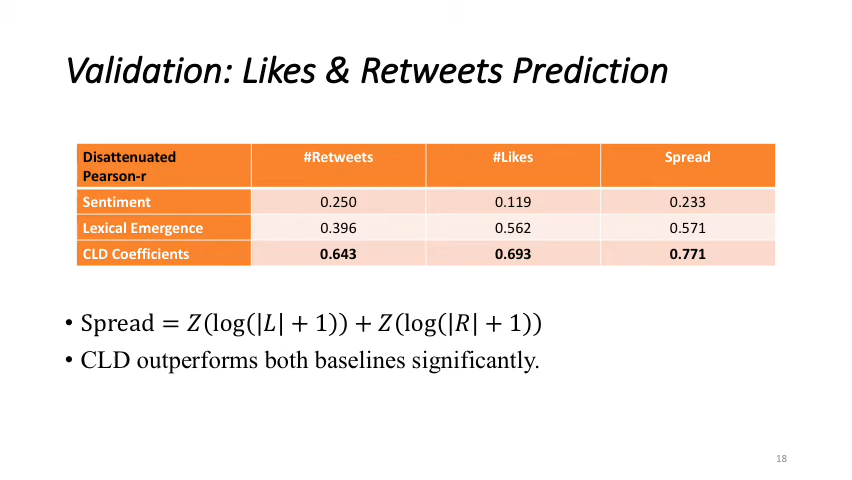 Validation: Likes & Retweets Prediction
Disattenuated Pearson-r #Retweets #Likes Spread
Sentiment 0.250 0.119 0.233
Lexical Emergence 0.396 0.562 0.571
CLD Coefficients 0.643 0.693 0.771
• Spread = Z(log(|L| + 1)) + Z(log(|R| + 1))
• CLD outperforms both baselines significantly.
18